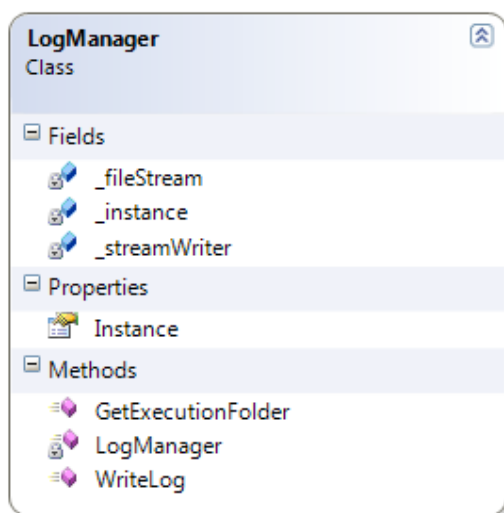 LogManager
Class
Fields
_fileStream
_instance
_streamWriter
Properties
Instance
Methods
GetExecutionFolder
LogManager
WriteLog